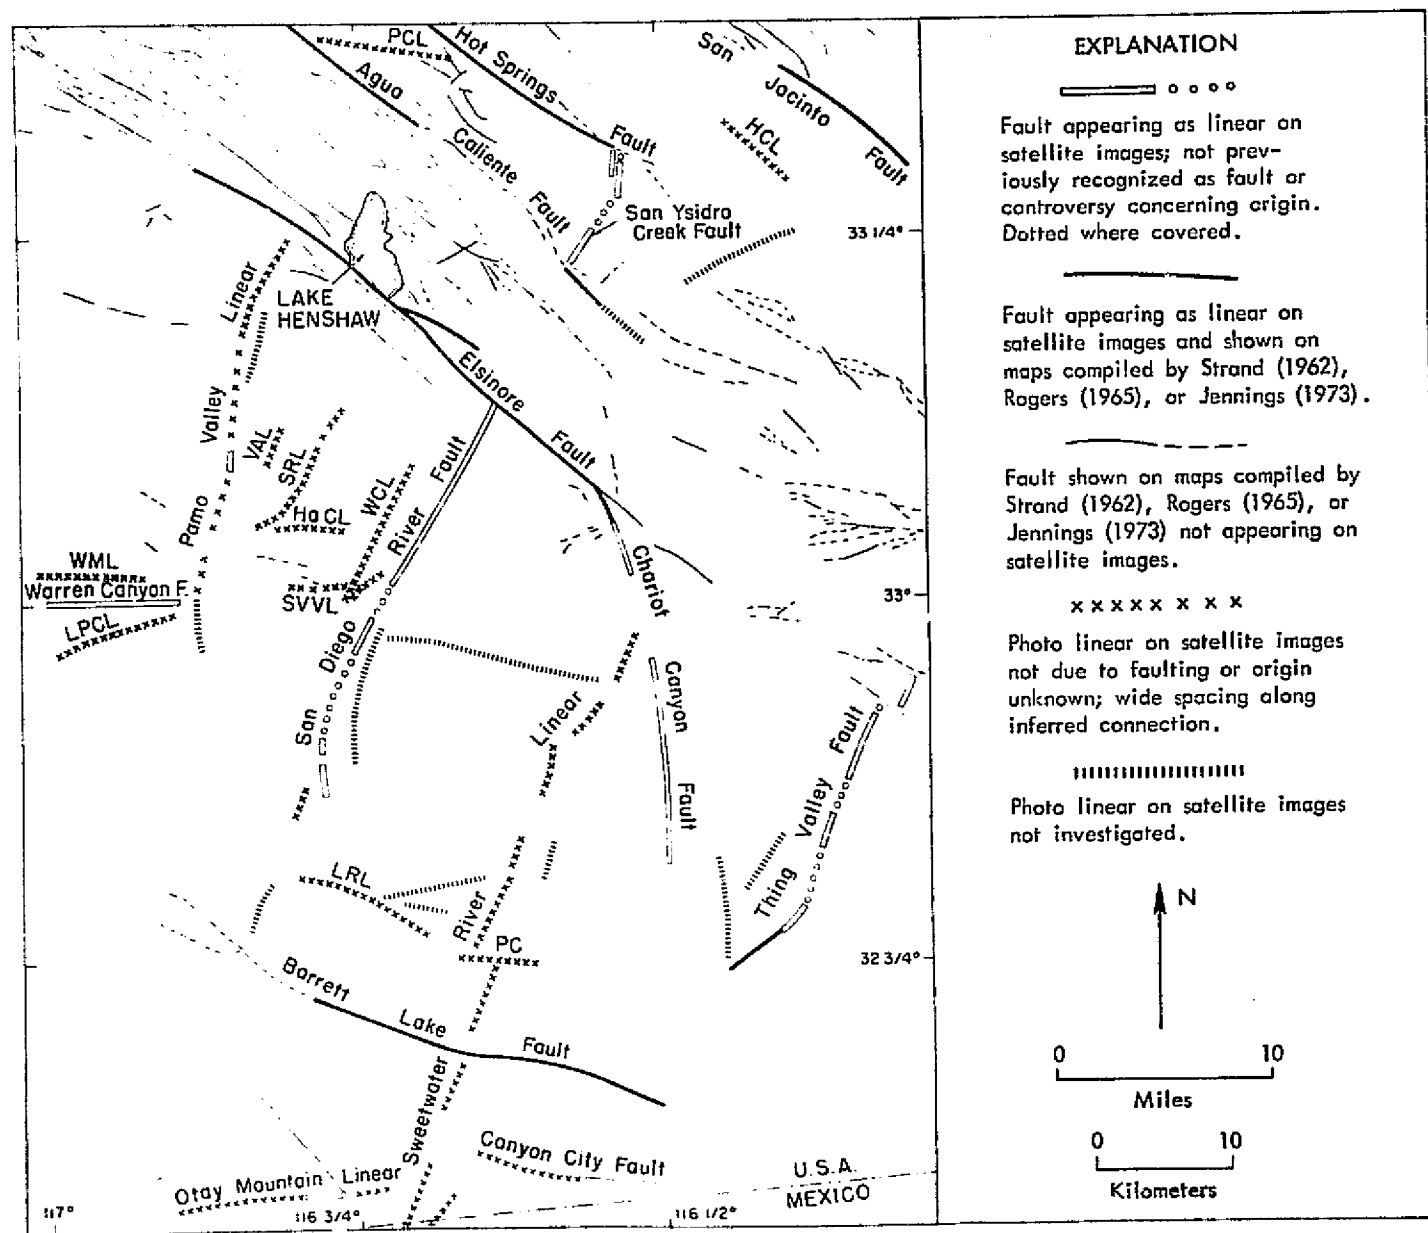 PCL
Hot Springs Fault
San Jacinto Fault
Agua Caliente Fault
HCL
San Ysidro
Creek Fault
33 1/4°
LAKE
HENSHAW
Pamo Valley Linear
Elsinore Fault
VAL
SRL
HaCL
WCL
San Diego River Fault
WML
Warren Canyon F.
LPCL
SVVL
33°
Chariot Canyon Fault
Sweetwater River Linear
Thing Valley Fault
LRL
PC
32 3/4°
Barrett Lake Fault
Canyon City Fault
Otay Mountain Linear
U.S.A.
MEXICO
117°
116 3/4°
116 1/2°
EXPLANATION
Fault appearing as linear on
satellite images; not prev-
iously recognized as fault or
controversy concerning origin.
Dotted where covered.
Fault appearing as linear on
satellite images and shown on
maps compiled by Strand (1962),
Rogers (1965), or Jennings (1973).
Fault shown on maps compiled by
Strand (1962), Rogers (1965), or
Jennings (1973) not appearing on
satellite images.
Photo linear on satellite images
not due to faulting or origin
unknown; wide spacing along
inferred connection.
Photo linear on satellite images
not investigated.
N
0 10
Miles
0 10
Kilometers